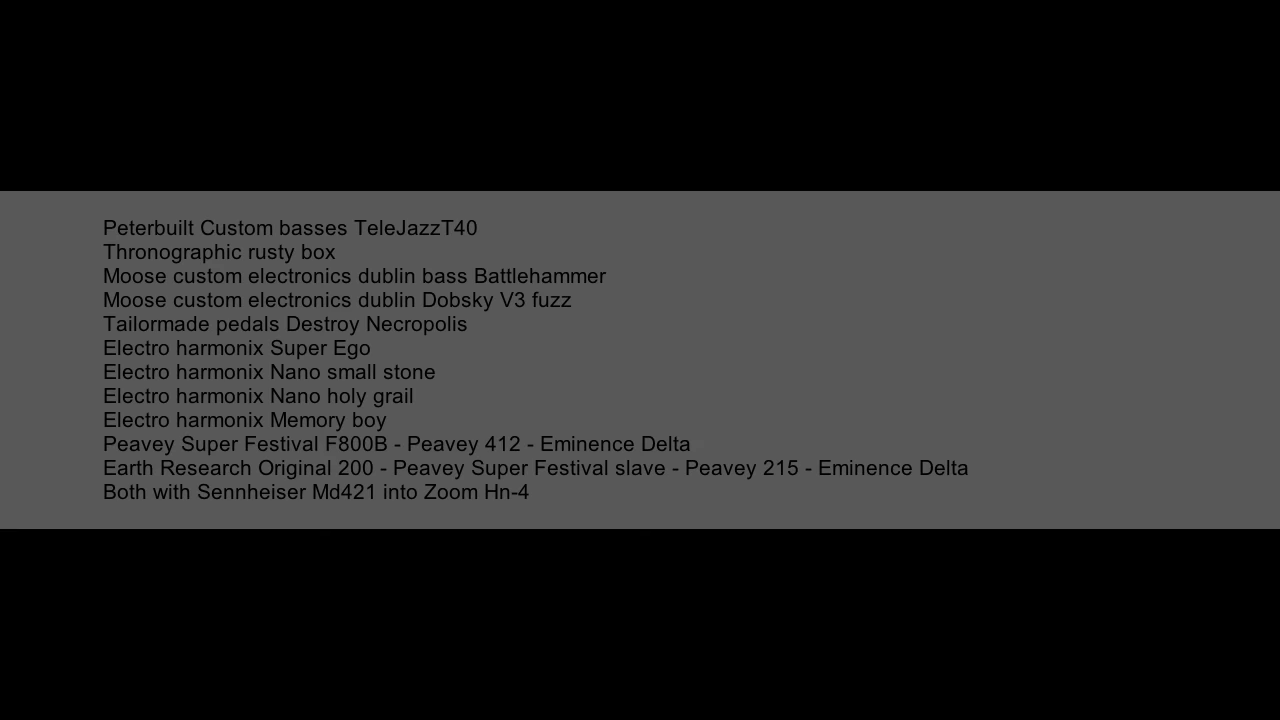 Peterbuilt Custom basses TeleJazzT40
Thronographic rusty box
Moose custom electronics dublin bass Battlehammer
Moose custom electronics dublin Dobsky V3 fuzz
Tailormade pedals Destroy Necropolis
Electro harmonix Super Ego
Electro harmonix Nano small stone
Electro harmonix Nano holy grail
Electro harmonix Memory boy
Peavey Super Festival F800B - Peavey 412 - Eminence Delta
Earth Research Original 200 - Peavey Super Festival slave - Peavey 215 - Eminence Delta
Both with Sennheiser Md421 into Zoom Hn-4